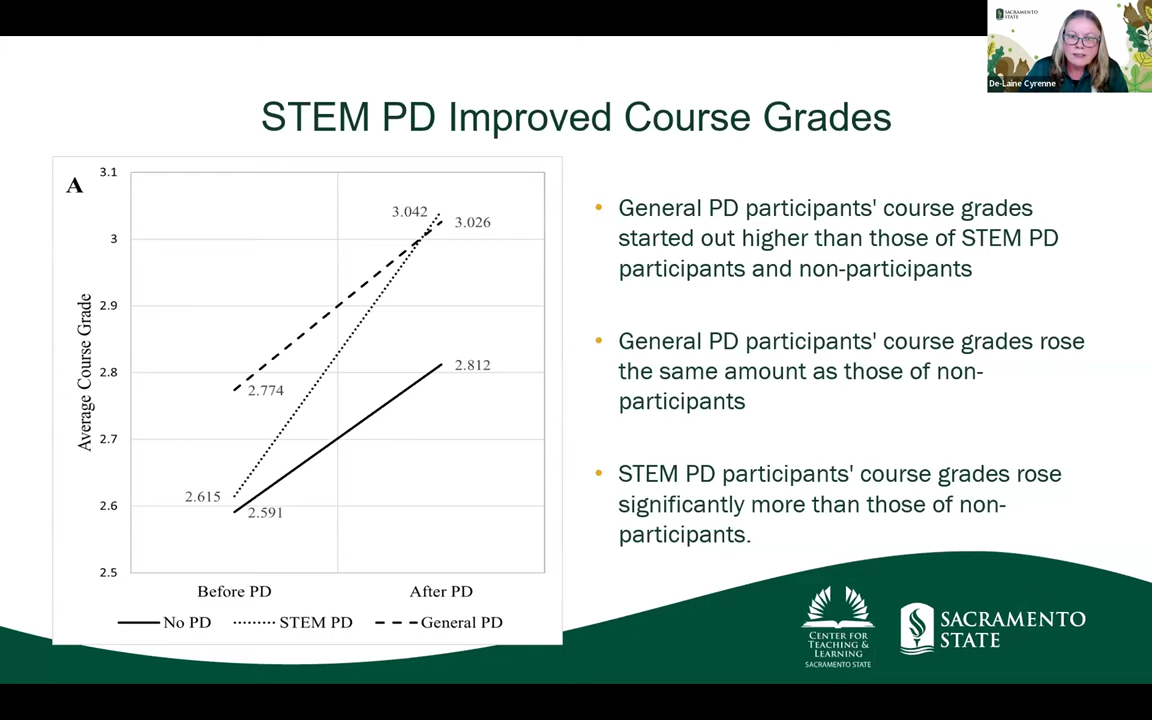 SACRAMENTO
STATE
De-Laine Cyrenne
STEM PD Improved Course Grades
A
3.1
3
2.9
2.8
2.7
2.6
2.5
Average Course Grade
3.042
3.026
2.812
2.774
2.615
2.591
Before PD
After PD
No PD
STEM PD
General PD
• General PD participants' course grades
started out higher than those of STEM PD
participants and non-participants
• General PD participants' course grades rose
the same amount as those of non-
participants
• STEM PD participants' course grades rose
significantly more than those of non-
participants.
CENTER FOR
TEACHING &
LEARNING
SACRAMENTO STATE
SACRAMENTO
STATE